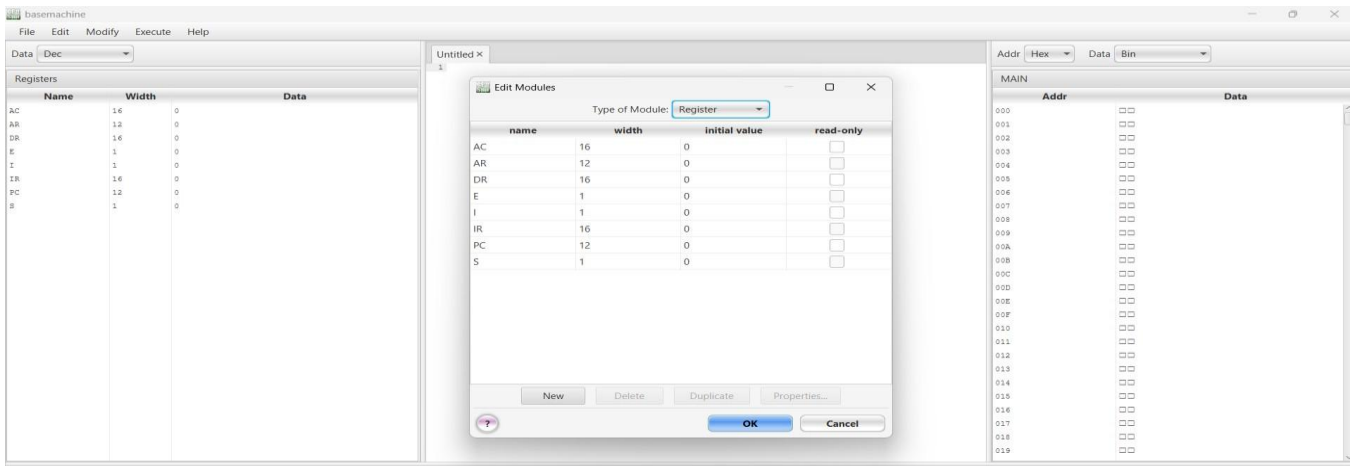 basemachine
File Edit Modify Execute Help
Data Dec
Registers
Name Width Data
AC 16 0
AR 12 0
DR 16 0
E 1 0
I 1 0
IR 16 0
PC 12 0
S 1 0
Untitled ×
1
Edit Modules
Type of Module: Register
name width initial value read-only
AC 16 0
AR 12 0
DR 16 0
E 1 0
I 1 0
IR 16 0
PC 12 0
S 1 0
New Delete Duplicate Properties...
? OK Cancel
Addr Hex Data Bin
MAIN
Addr Data
000
001
002
003
004
005
006
007
008
009
00A
00B
00C
00D
00E
00F
010
011
012
013
014
015
016
017
018
019